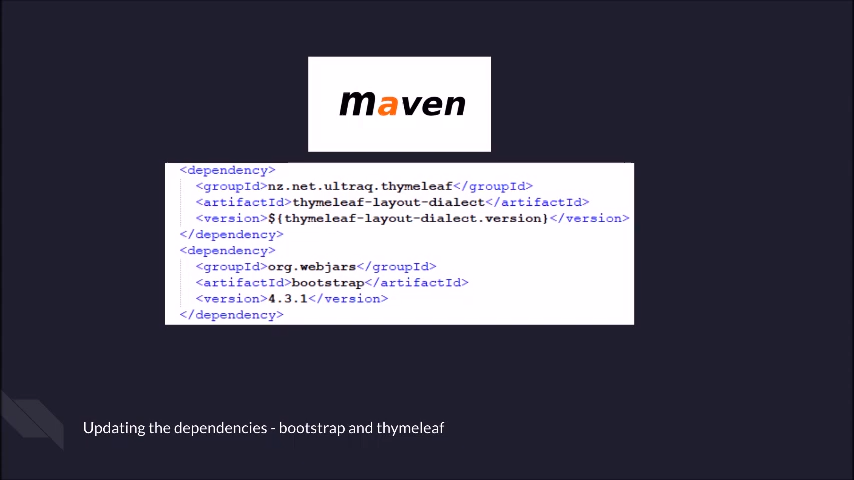 maven
<dependency>
<groupId>nz.net.ultraq.thymeleaf</groupId>
<artifactId>thymeleaf-layout-dialect</artifactId>
<version>${thymeleaf-layout-dialect.version}</version>
</dependency>
<dependency>
<groupId>org.webjars</groupId>
<artifactId>bootstrap</artifactId>
<version>4.3.1</version>
</dependency>
Updating the dependencies - bootstrap and thymeleaf